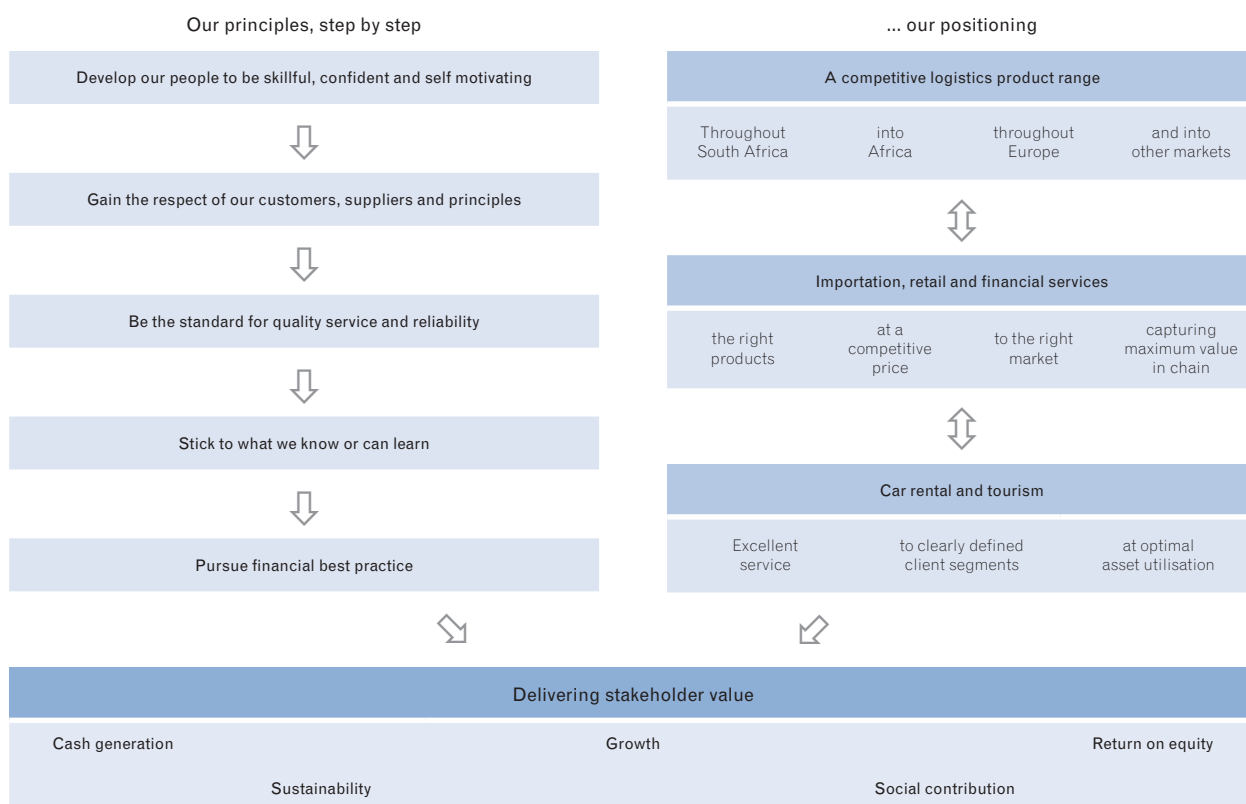 Our principles, step by step
Develop our people to be skillful, confident and self motivating
Gain the respect of our customers, suppliers and principles
Be the standard for quality service and reliability
Stick to what we know or can learn
Pursue financial best practice
... our positioning
A competitive logistics product range
Throughout
South Africa
into
Africa
throughout
Europe
and into
other markets
Importation, retail and financial services
the right
products
at a
competitive
price
to the right
market
capturing
maximum value
in chain
Car rental and tourism
Excellent
service
to clearly defined
client segments
at optimal
asset utilisation
Delivering stakeholder value
Cash generation
Growth
Return on equity
Sustainability
Social contribution